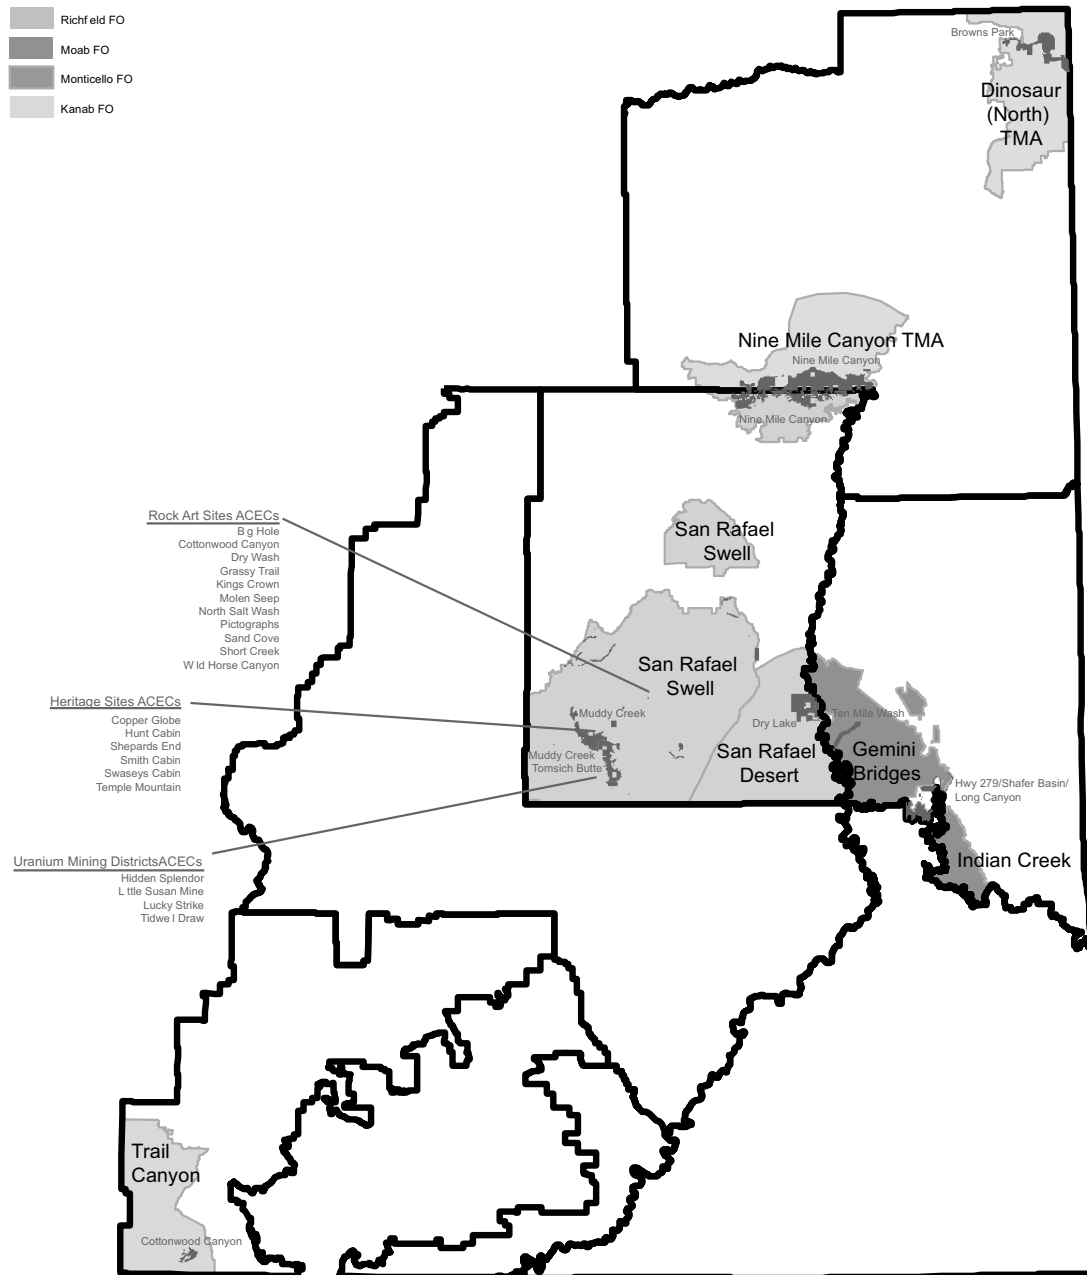 Richf eld FO
Moab FO
Monticello FO
Kanab FO
Browns Park
Dinosaur
(North)
TMA
Nine Mile Canyon TMA
Nine Mile Canyon
Nine Mile Canyon
Rock Art Sites ACECs
B g Hole
Cottonwood Canyon
Dry Wash
Grassy Trail
Kings Crown
Molen Seep
North Salt Wash
Pictographs
Sand Cove
Short Creek
W ld Horse Canyon
San Rafael
Swell
San Rafael
Swell
Heritage Sites ACECs
Copper Globe
Hunt Cabin
Shepards End
Smith Cabin
Swaseys Cabin
Temple Mountain
Muddy Creek
Muddy Creek
Tomsich Butte
Dry Lake
Ten Mile Wash
San Rafael
Desert
Gemini
Bridges
Hwy 279/Shafer Basin/
Long Canyon
Indian Creek
Uranium Mining DistrictsACECs
Hidden Splendor
L ttle Susan Mine
Lucky Strike
Tidwe l Draw
Trail
Canyon
Cottonwood Canyon